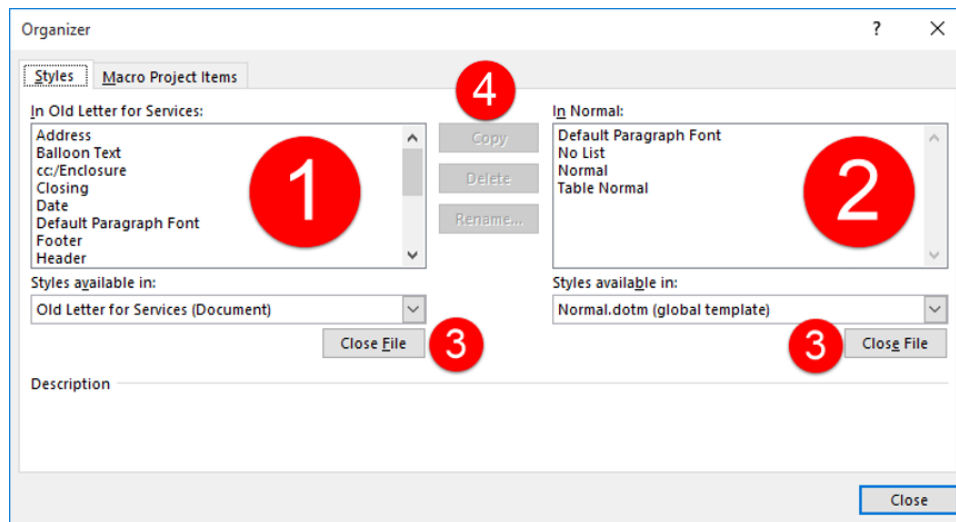 Organizer
?
Styles
Macro Project Items
4
In Old Letter for Services:
In Normal:
Address
Balloon Text
cc:/Enclosure
Closing
Date
Default Paragraph Font
Footer
Header
1
Copy
Delete
Rename...
Default Paragraph Font
No List
Normal
Table Normal
2
Styles available in:
Styles available in:
Old Letter for Services (Document)
Normal.dotm (global template)
Close File
3
3
Close File
Description
Close